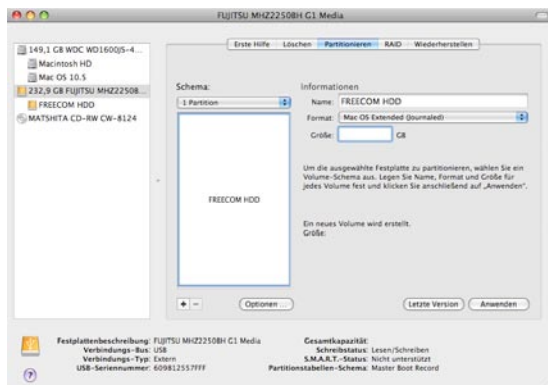 FUJITSU MHZ2250BH G1 Media
149,1 GB WDC WD1600JS-4...
Macintosh HD
Mac OS 10.5
232,9 GB FUJITSU MHZ2250B...
FREECOM HDD
MATSHITA CD-RW CW-8124
Erste Hilfe Löschen Partitionieren RAID Wiederherstellen
Schema:
1 Partition
FREECOM HDD
+ −
Optionen ...
Informationen
Name: FREECOM HDD
Format: Mac OS Extended (Journaled)
Größe: GB
Um die ausgewählte Festplatte zu partitionieren, wählen Sie ein
Volume-Schema aus. Legen Sie Name, Format und Größe für
jedes Volume fest und klicken Sie anschließend auf „Anwenden“.
Ein neues Volume wird erstellt.
Größe:
Letzte Version Anwenden
Festplattenbeschreibung: FUJITSU MHZ2250BH G1 Media
Verbindungs-Bus: USB
Verbindungs-Typ: Extern
USB-Seriennummer: 609812557FFF
Gesamtkapazität:
Schreibstatus: Lesen/Schreiben
S.M.A.R.T.-Status: Nicht unterstützt
Partitionstabellen-Schema: Master Boot Record
?